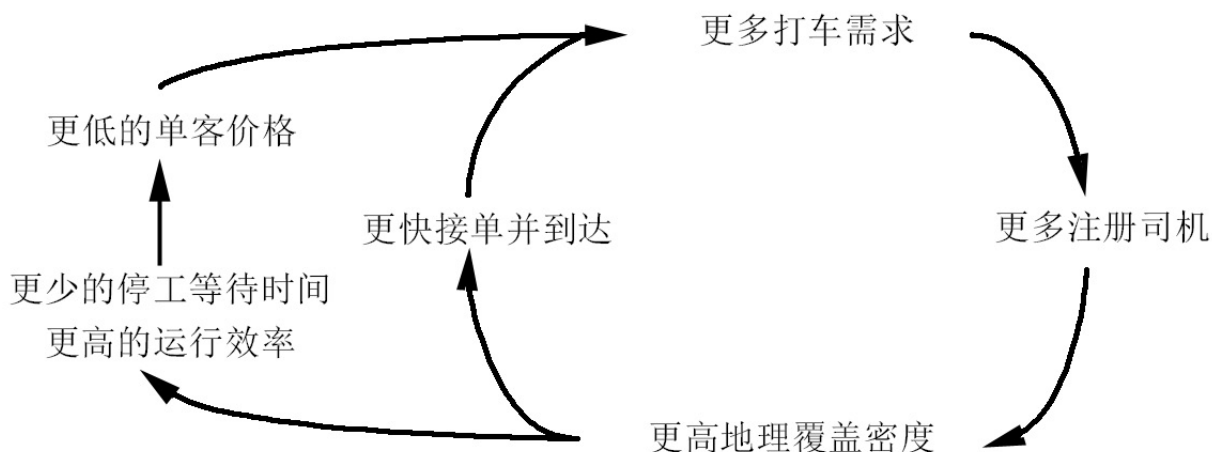 更多打车需求
更低的单客价格
更快接单并到达
更多注册司机
更少的停工等待时间
更高的运行效率
更高地理覆盖密度